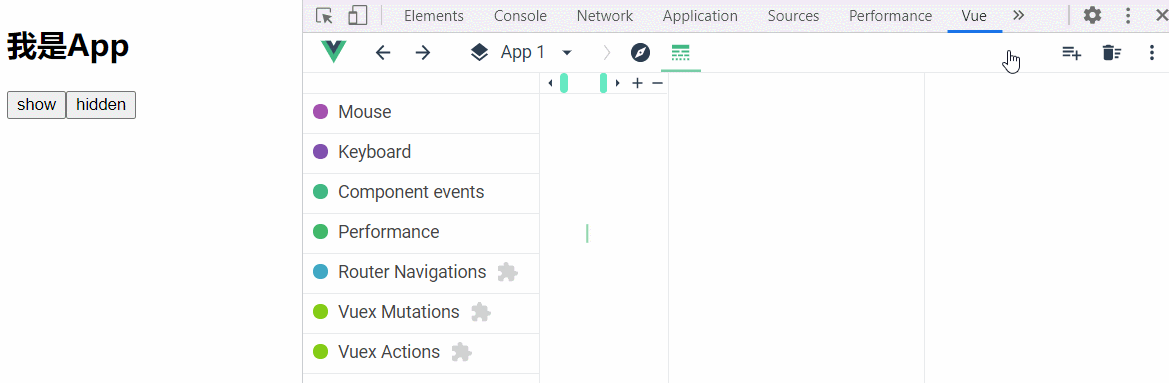 我是App
show hidden
Elements Console Network Application Sources Performance Vue
App 1
Mouse
Keyboard
Component events
Performance
Router Navigations
Vuex Mutations
Vuex Actions